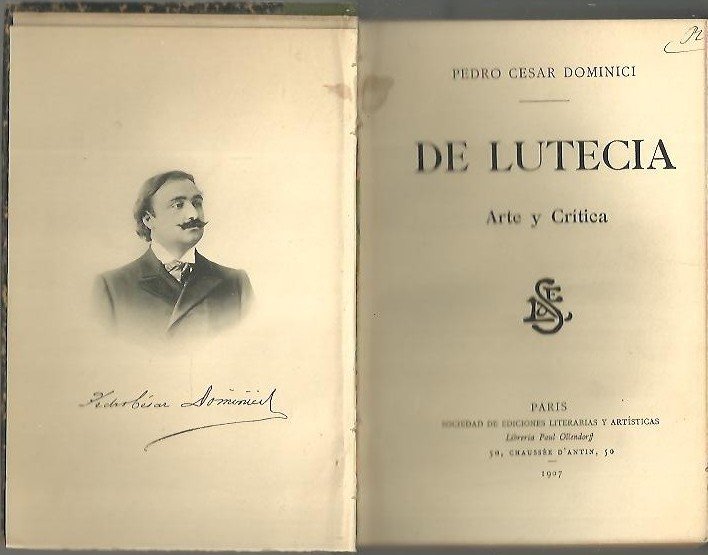 Pedro César Dominici
PEDRO CESAR DOMINICI
DE LUTECIA
Arte y Crítica
PARIS
SOCIEDAD DE EDICIONES LITERARIAS Y ARTÍSTICAS
Librería Paul Ollendorff
50, CHAUSSÉE D'ANTIN, 50
1907